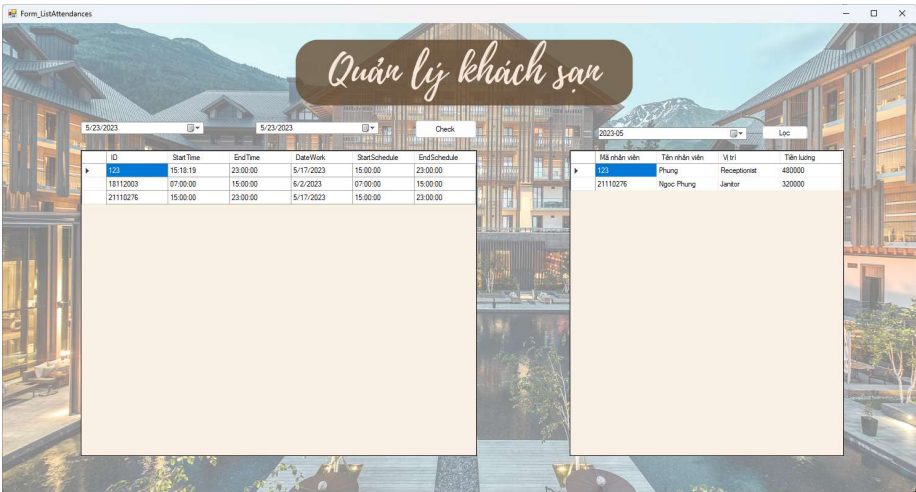 Form_ListAttendances
Quản lý khách sạn
5/23/2023 5/23/2023 Check
2023-05 Lọc
ID StartTime EndTime DateWork StartSchedule EndSchedule
123 15:18:19 23:00:00 5/17/2023 15:00:00 23:00:00
18112003 07:00:00 15:00:00 6/2/2023 07:00:00 15:00:00
21110276 15:00:00 23:00:00 5/17/2023 15:00:00 23:00:00
Mã nhân viên Tên nhân viên Vị trí Tiền lương
123 Phung Receptionist 480000
21110276 Ngoc Phung Janitor 320000